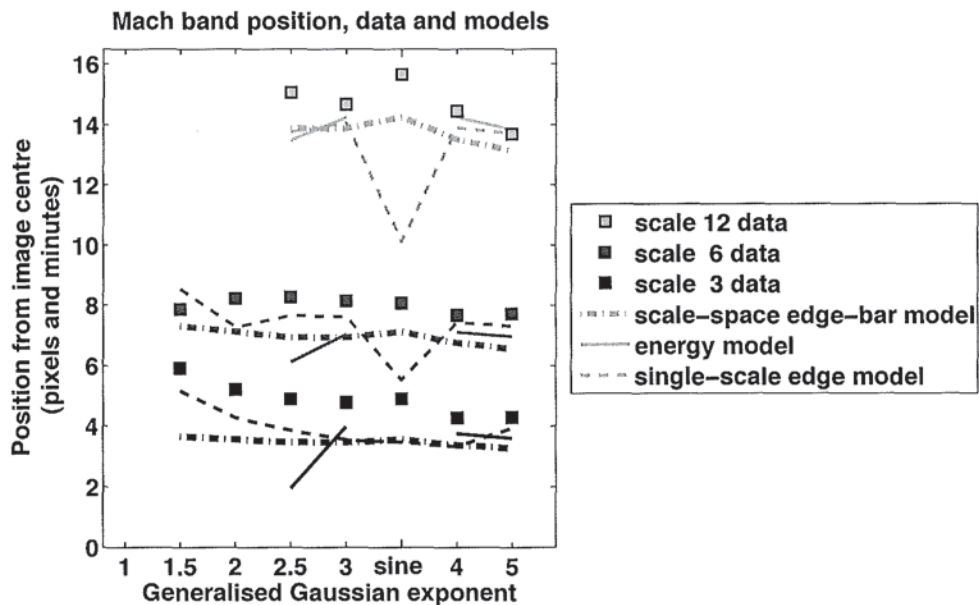 Mach band position, data and models
Position from image centre
(pixels and minutes)
16
14
12
10
8
6
4
2
0
1 1.5 2 2.5 3 sine 4 5
Generalised Gaussian exponent
scale 12 data
scale 6 data
scale 3 data
scale-space edge-bar model
energy model
single-scale edge model